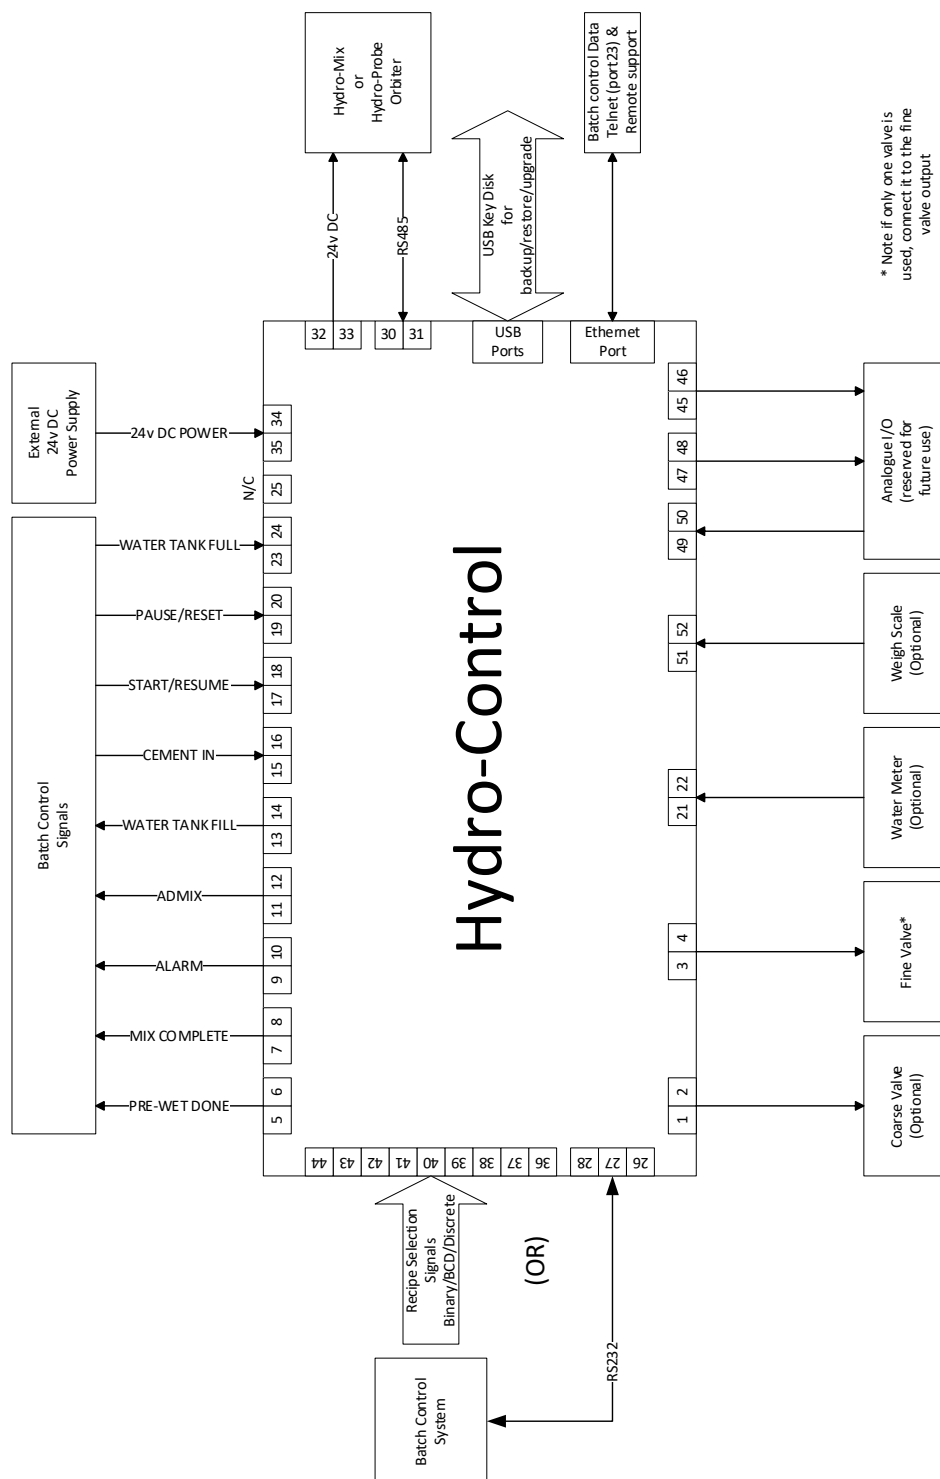 Hydro-Mix
or
Hydro-Probe
Orbiter
Batch control Data
Telnet (port23) &
Remote support
24v DC
RS485
USB Key Disk
for
backup/restore/upgrade
* Note if only one valve is
used, connect it to the fine
valve output
32
33
30
31
USB
Ports
Ethernet
Port
External
24v DC
Power Supply
24v DC POWER
34
35
N/C
25
Batch Control
Signals
WATER TANK FULL
24
23
PAUSE/RESET
20
19
START/RESUME
18
17
CEMENT IN
16
15
WATER TANK FILL
14
13
ADMIX
12
11
ALARM
10
9
MIX COMPLETE
8
7
PRE-WET DONE
6
5
Hydro-Control
46
45
48
47
50
49
Analogue I/O
(reserved for
future use)
52
51
Weigh Scale
(Optional)
22
21
Water Meter
(Optional)
4
3
Fine Valve*
2
1
Coarse Valve
(Optional)
44
43
42
41
40
39
38
37
36
28
27
26
Recipe Selection
Signals
Binary/BCD/Discrete
(OR)
RS232
Batch Control
System